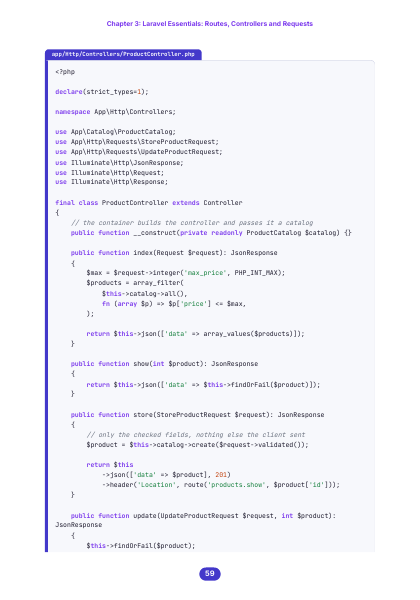 Chapter 3: Laravel Essentials: Routes, Controllers and Requests
app/Http/Controllers/ProductController.php
<?php
declare(strict_types=1);
namespace App\Http\Controllers;
use App\Catalog\ProductCatalog;
use App\Http\Requests\StoreProductRequest;
use App\Http\Requests\UpdateProductRequest;
use Illuminate\Http\JsonResponse;
use Illuminate\Http\Request;
use Illuminate\Http\Response;
final class ProductController extends Controller
{
    // the container builds the controller and passes it a catalog
    public function __construct(private readonly ProductCatalog $catalog) {}
    public function index(Request $request): JsonResponse
    {
        $max = $request->integer('max_price', PHP_INT_MAX);
        $products = array_filter(
            $this->catalog->all(),
            fn (array $p) => $p['price'] <= $max,
        );
        return $this->json(['data' => array_values($products)]);
    }
    public function show(int $product): JsonResponse
    {
        return $this->json(['data' => $this->findOrFail($product)]);
    }
    public function store(StoreProductRequest $request): JsonResponse
    {
        // only the checked fields, nothing else the client sent
        $product = $this->catalog->create($request->validated());
        return $this
            ->json(['data' => $product], 201)
            ->header('Location', route('products.show', $product['id']));
    }
    public function update(UpdateProductRequest $request, int $product):
JsonResponse
    {
        $this->findOrFail($product);
59